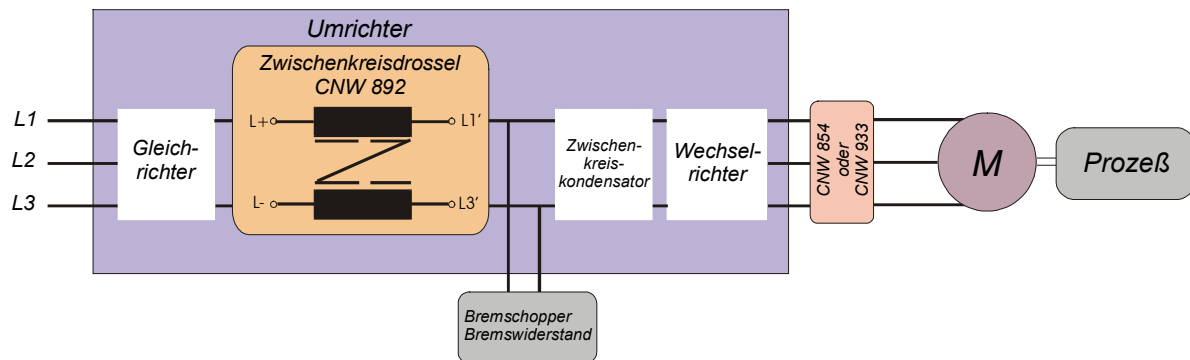 Umrichter
Zwischenkreisdrossel
CNW 892
L1
L2
L3
Gleich-
richter
L+
L1'
L-
L3'
Zwischen-
kreis-
kondensator
Wechsel-
richter
CNW 854
oder
CNW 933
M
Prozeß
Bremschopper
Bremswiderstand